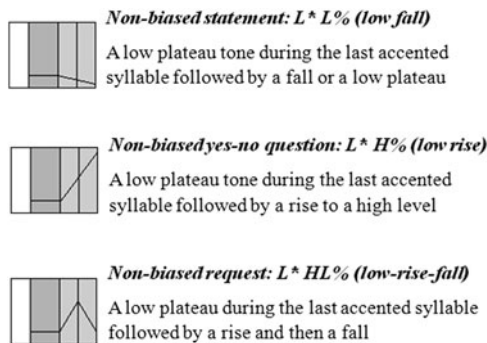 Non-biased statement: L* L% (low fall)
A low plateau tone during the last accented
syllable followed by a fall or a low plateau
Non-biased yes-no question: L* H% (low rise)
A low plateau tone during the last accented
syllable followed by a rise to a high level
Non-biased request: L* HL% (low-rise-fall)
A low plateau during the last accented syllable
followed by a rise and then a fall